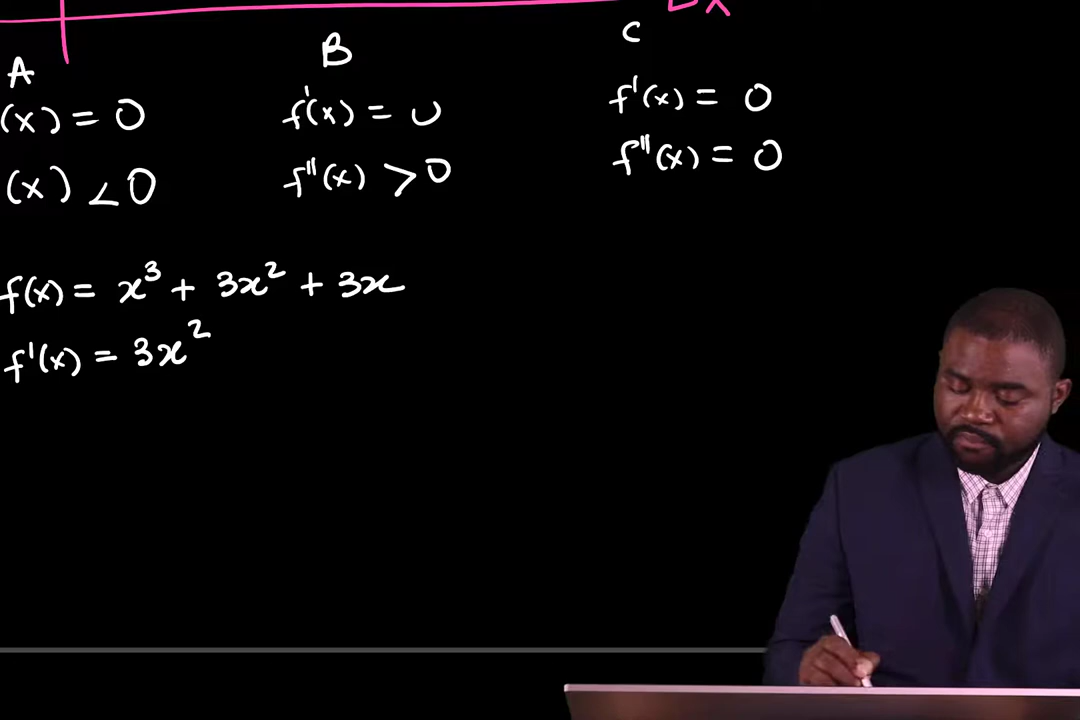 △x
A
B
C
(x) = 0
f'(x) = 0
f'(x) = 0
(x) < 0
f''(x) > 0
f''(x) = 0
f(x) = x³ + 3x² + 3x
f'(x) = 3x²